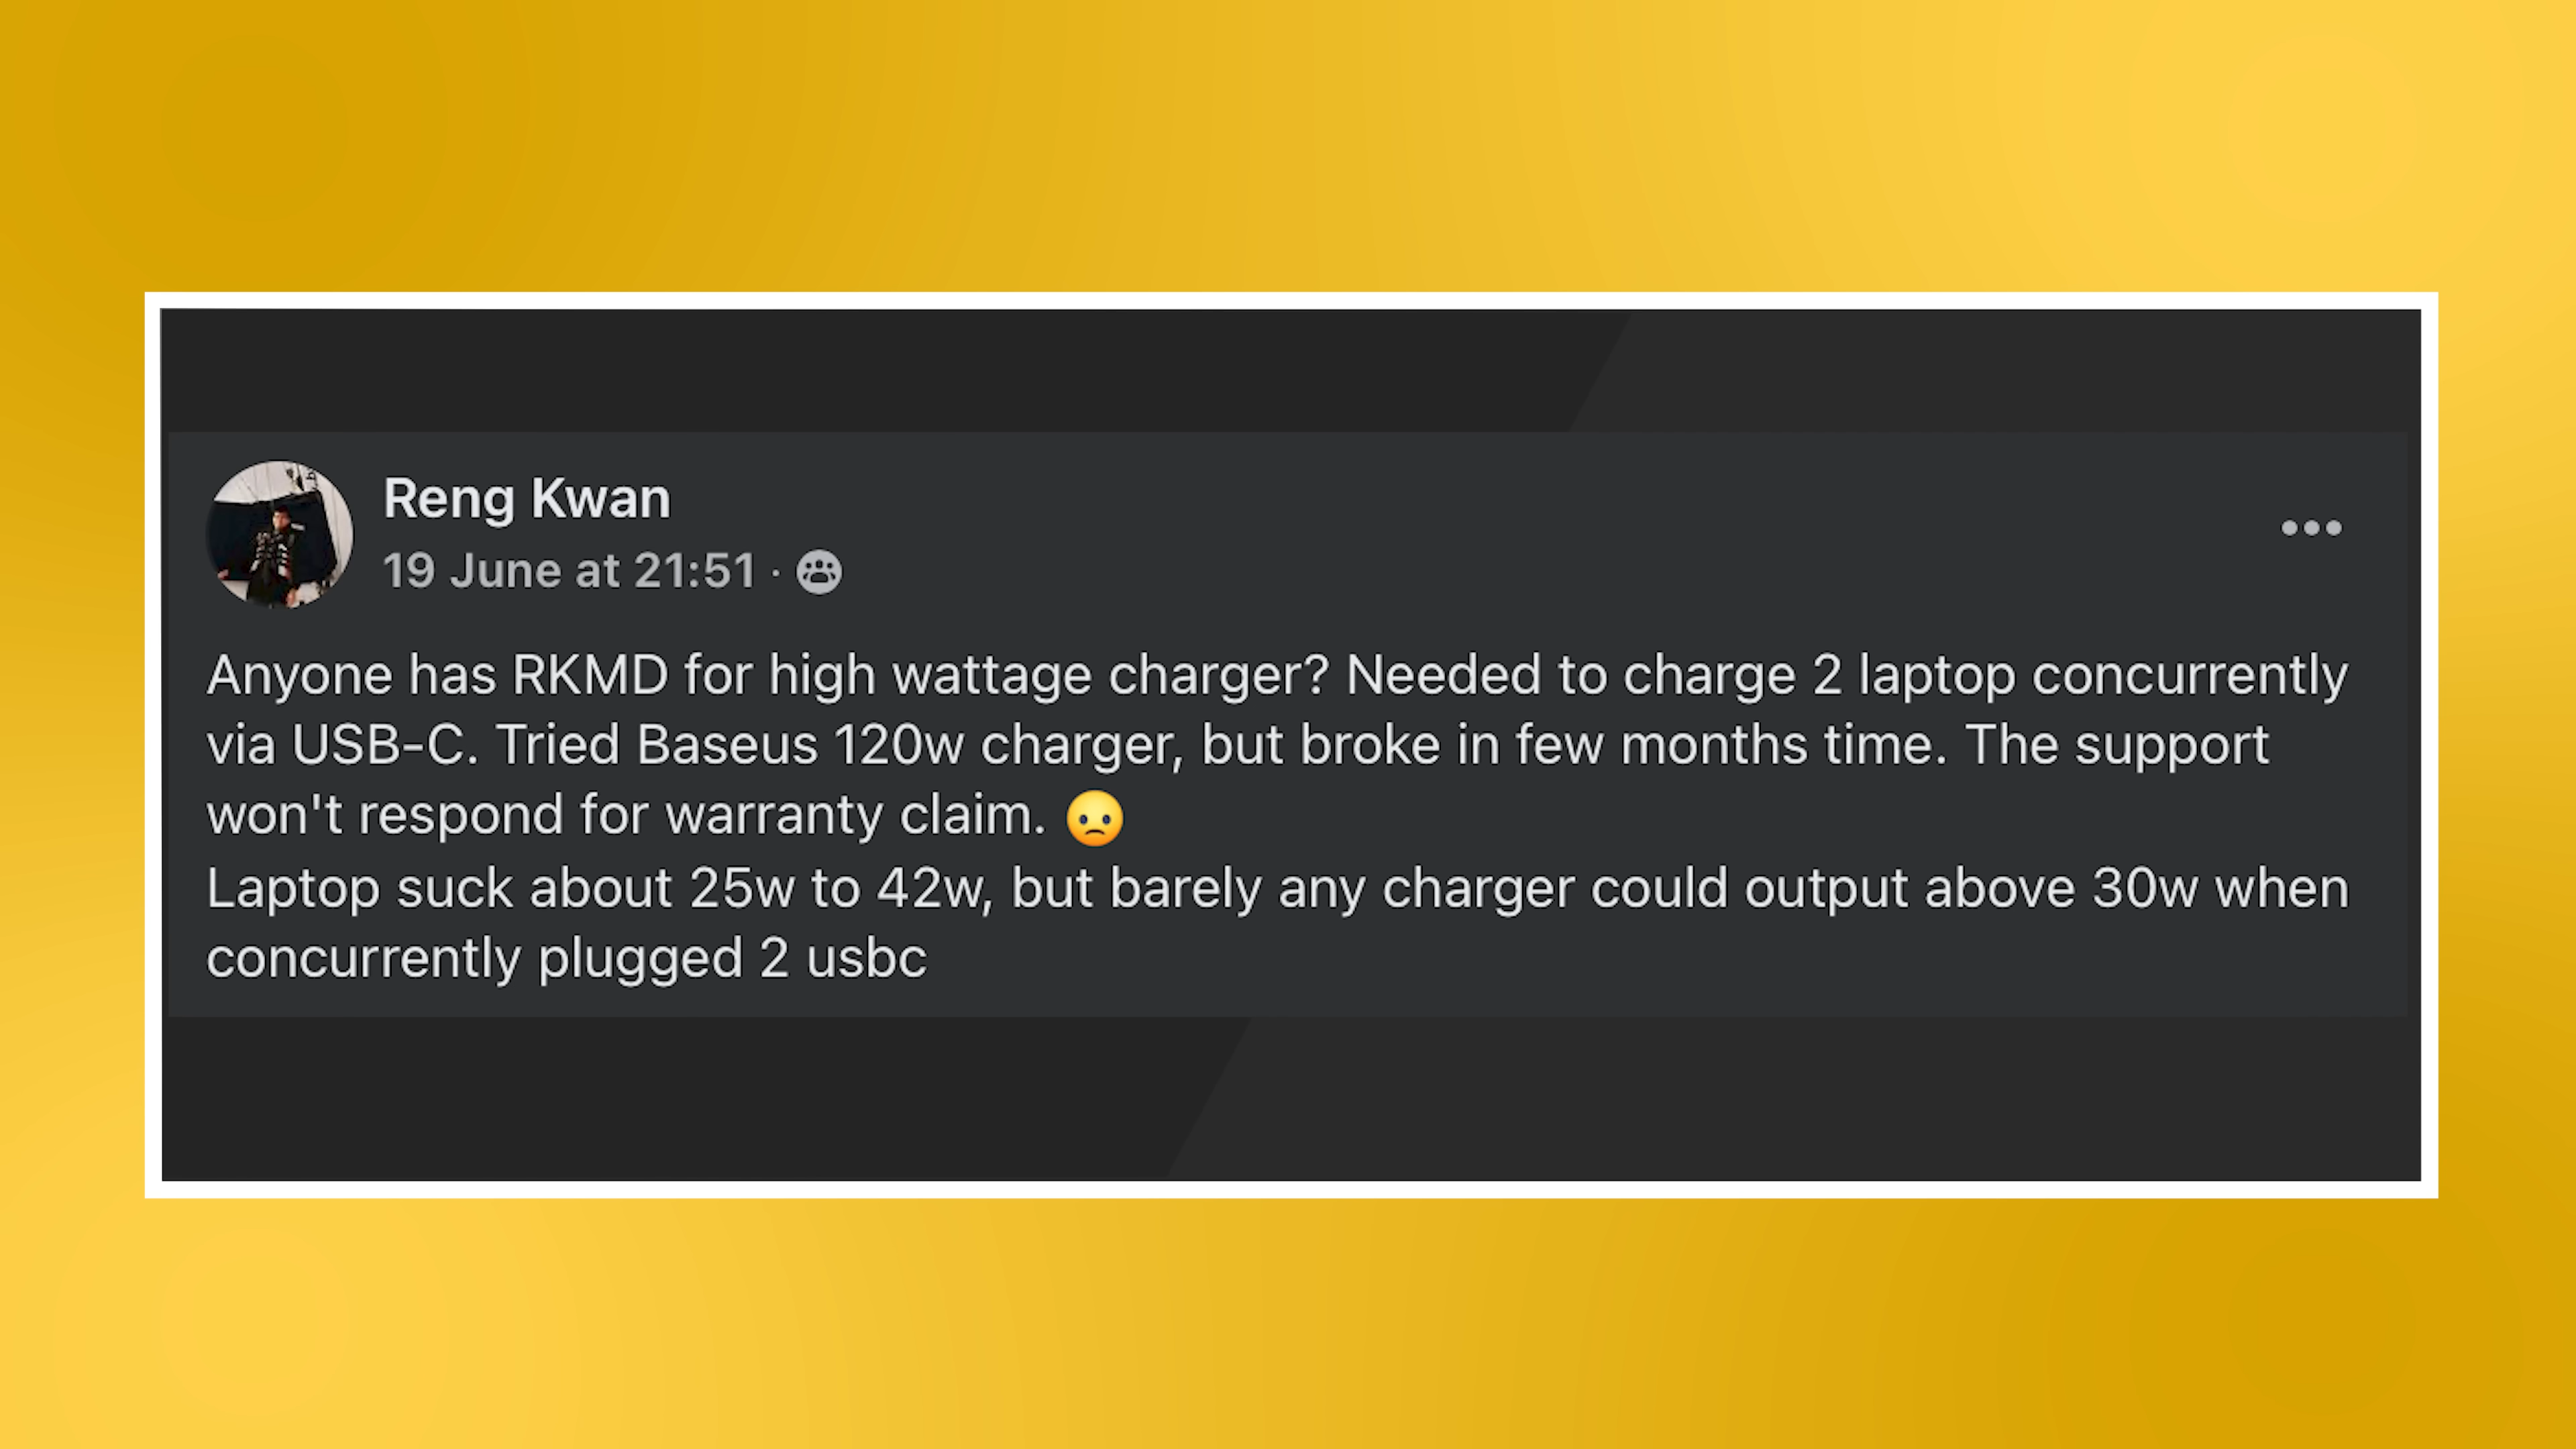 Reng Kwan
19 June at 21:51 ·
Anyone has RKMD for high wattage charger? Needed to charge 2 laptop concurrently
via USB-C. Tried Baseus 120w charger, but broke in few months time. The support
won't respond for warranty claim. 😞
Laptop suck about 25w to 42w, but barely any charger could output above 30w when
concurrently plugged 2 usbc